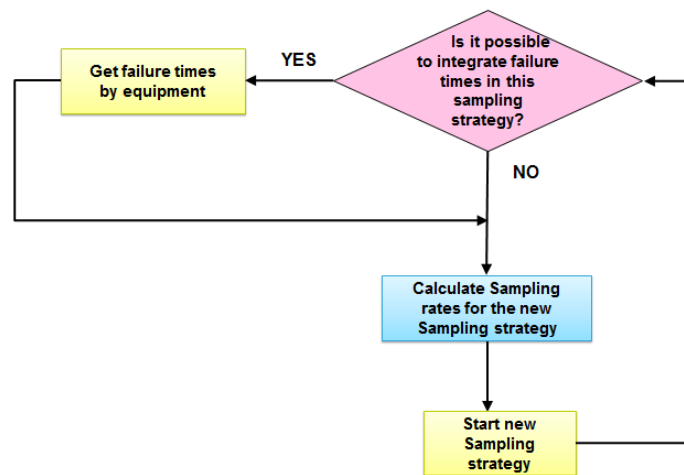 Is it possible
to integrate failure
times in this
sampling
strategy?
YES
Get failure times
by equipment
NO
Calculate Sampling
rates for the new
Sampling strategy
Start new
Sampling
strategy